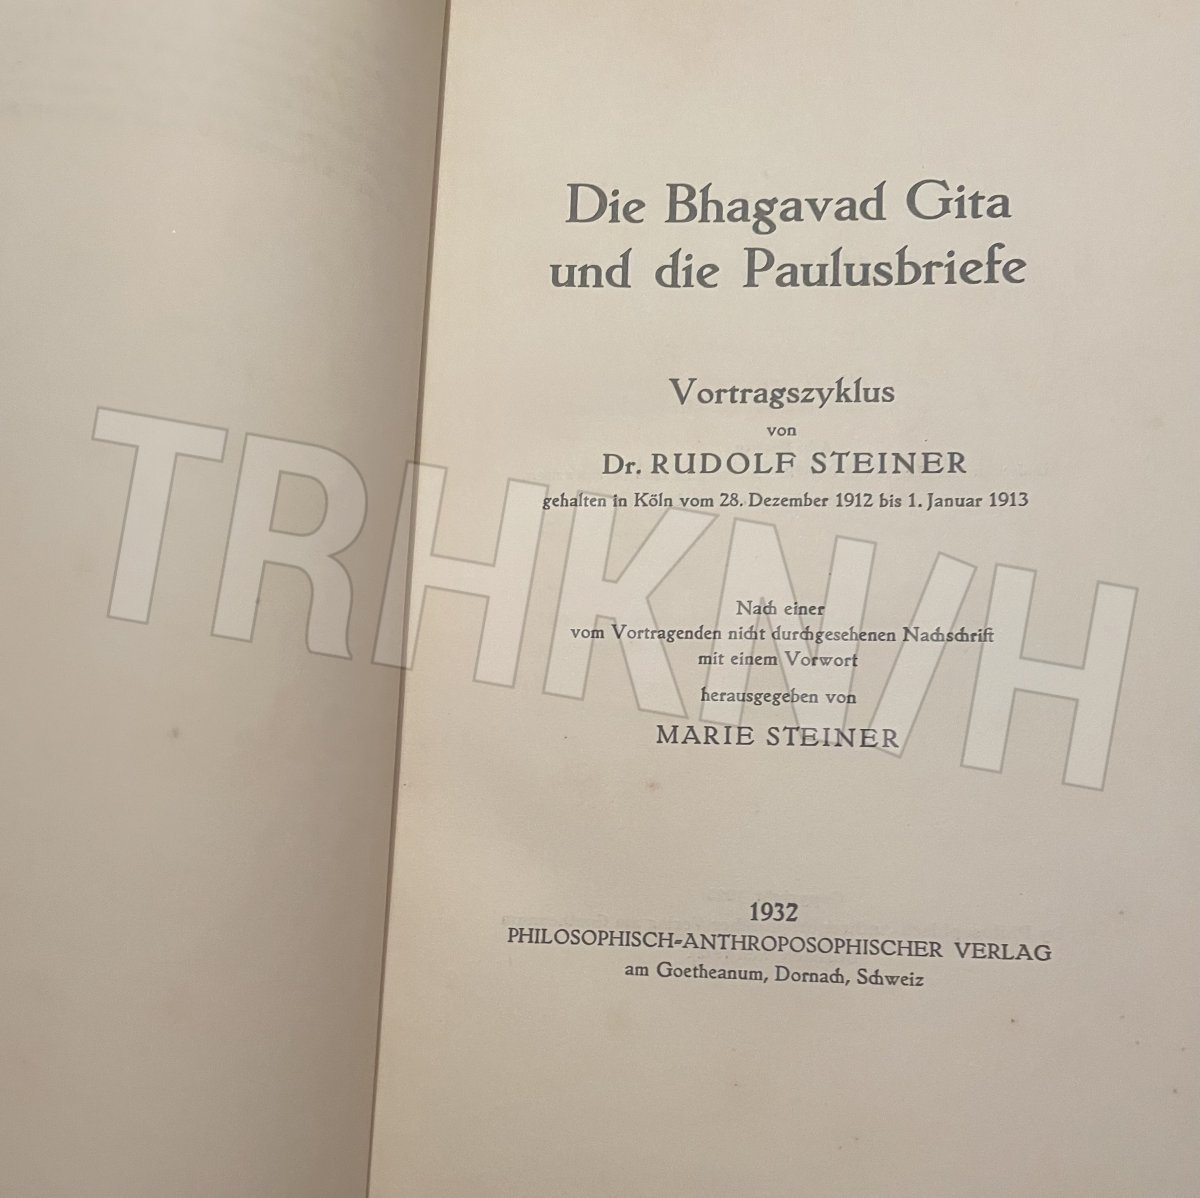 Die Bhagavad Gita
und die Paulusbriefe
Vortragszyklus
von
Dr. RUDOLF STEINER
gehalten in Köln vom 28. Dezember 1912 bis 1. Januar 1913
Nach einer
vom Vortragenden nicht durchgesehenen Nachschrift
mit einem Vorwort
herausgegeben von
MARIE STEINER
1932
PHILOSOPHISCH-ANTHROPOSOPHISCHER VERLAG
am Goetheanum, Dornach, Schweiz
TRHKN/H